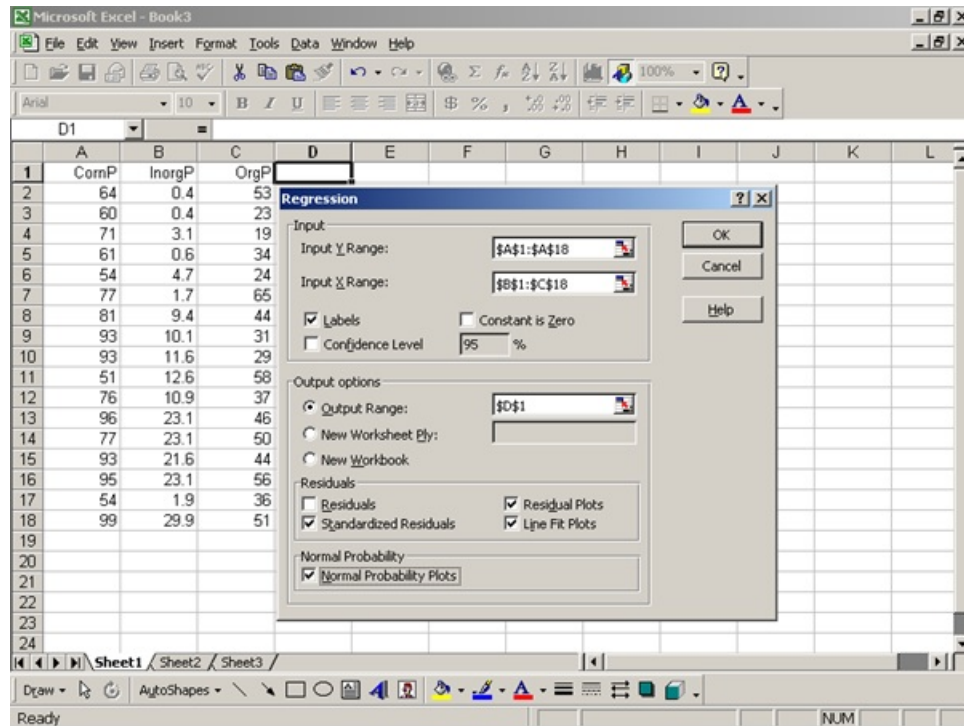 Microsoft Excel - Book3
File Edit View Insert Format Tools Data Window Help
100%
Arial 10 B I U $ % ,
D1 =
A B C D E F G H I J K L
1 CornP InorgP OrgP
2 64 0.4 53
3 60 0.4 23
4 71 3.1 19
5 61 0.6 34
6 54 4.7 24
7 77 1.7 65
8 81 9.4 44
9 93 10.1 31
10 93 11.6 29
11 51 12.6 58
12 76 10.9 37
13 96 23.1 46
14 77 23.1 50
15 93 21.6 44
16 95 23.1 56
17 54 1.9 36
18 99 29.9 51
19
20
21
22
23
24
Regression
Input
Input Y Range: $A$1:$A$18
Input X Range: $B$1:$C$18
Labels Constant is Zero
Confidence Level 95 %
OK
Cancel
Help
Output options
Output Range: $D$1
New Worksheet Ply:
New Workbook
Residuals
Residuals Residual Plots
Standardized Residuals Line Fit Plots
Normal Probability
Normal Probability Plots
Sheet1 Sheet2 Sheet3
Draw AutoShapes
Ready NUM